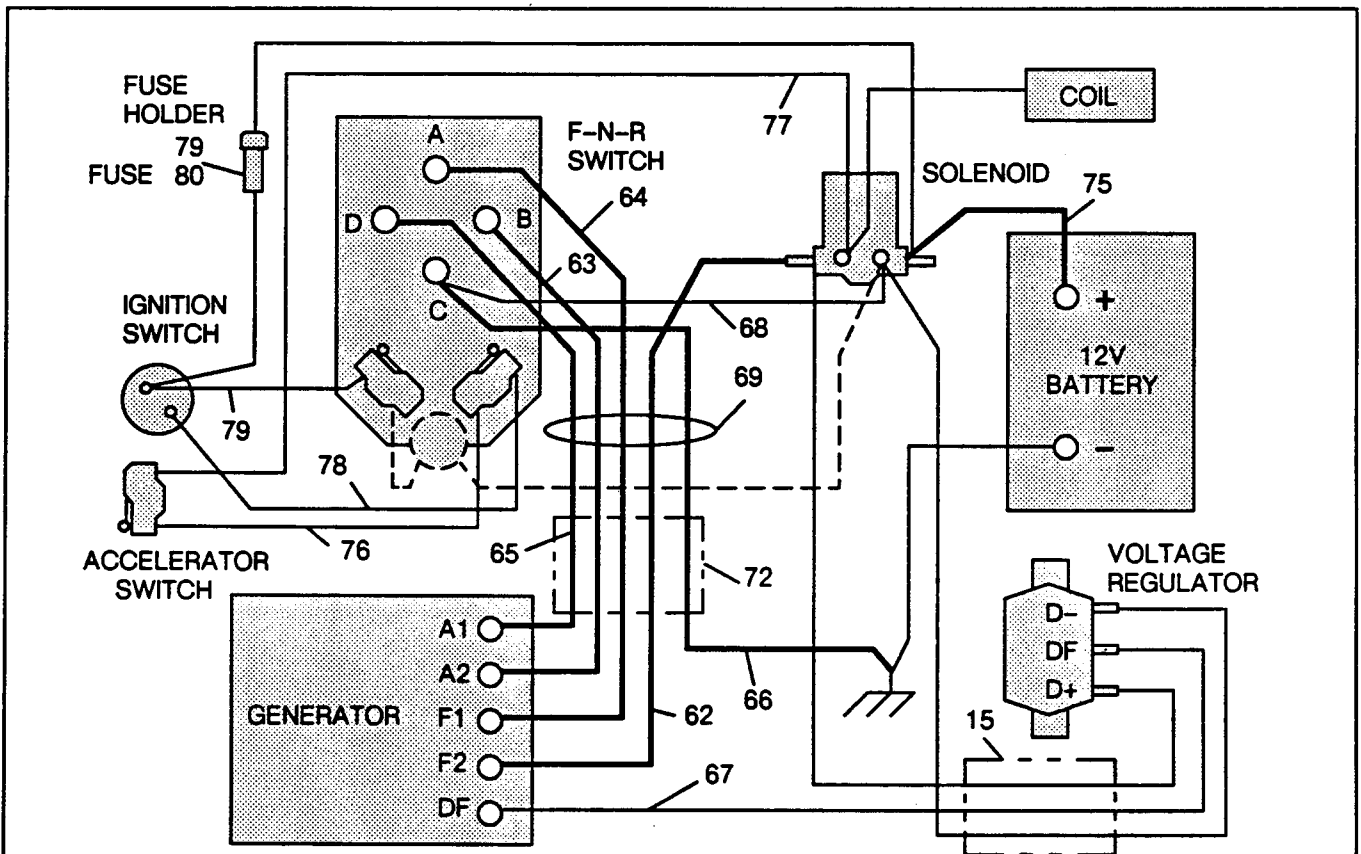 FUSE
HOLDER
79
FUSE 80
A
F-N-R
SWITCH
64
77
COIL
SOLENOID
75
D
B
63
C
68
+
12V
BATTERY
-
IGNITION
SWITCH
79
69
78
76
65
72
ACCELERATOR
SWITCH
VOLTAGE
REGULATOR
D-
DF
D+
A1
A2
F1
F2
DF
GENERATOR
66
62
15
67